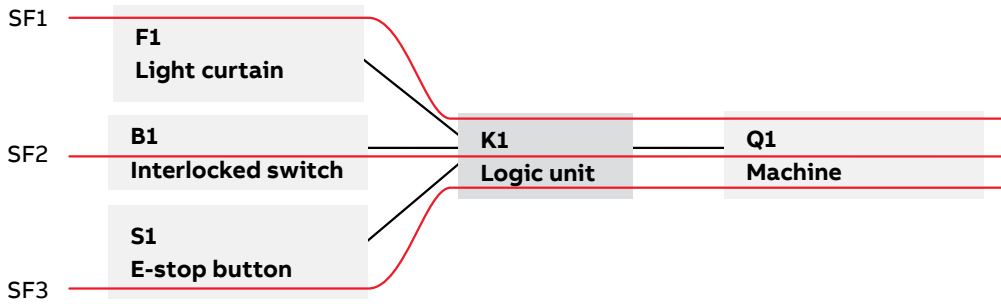 SF1
F1
Light curtain
B1
Interlocked switch
SF2
S1
E-stop button
SF3
K1
Logic unit
Q1
Machine